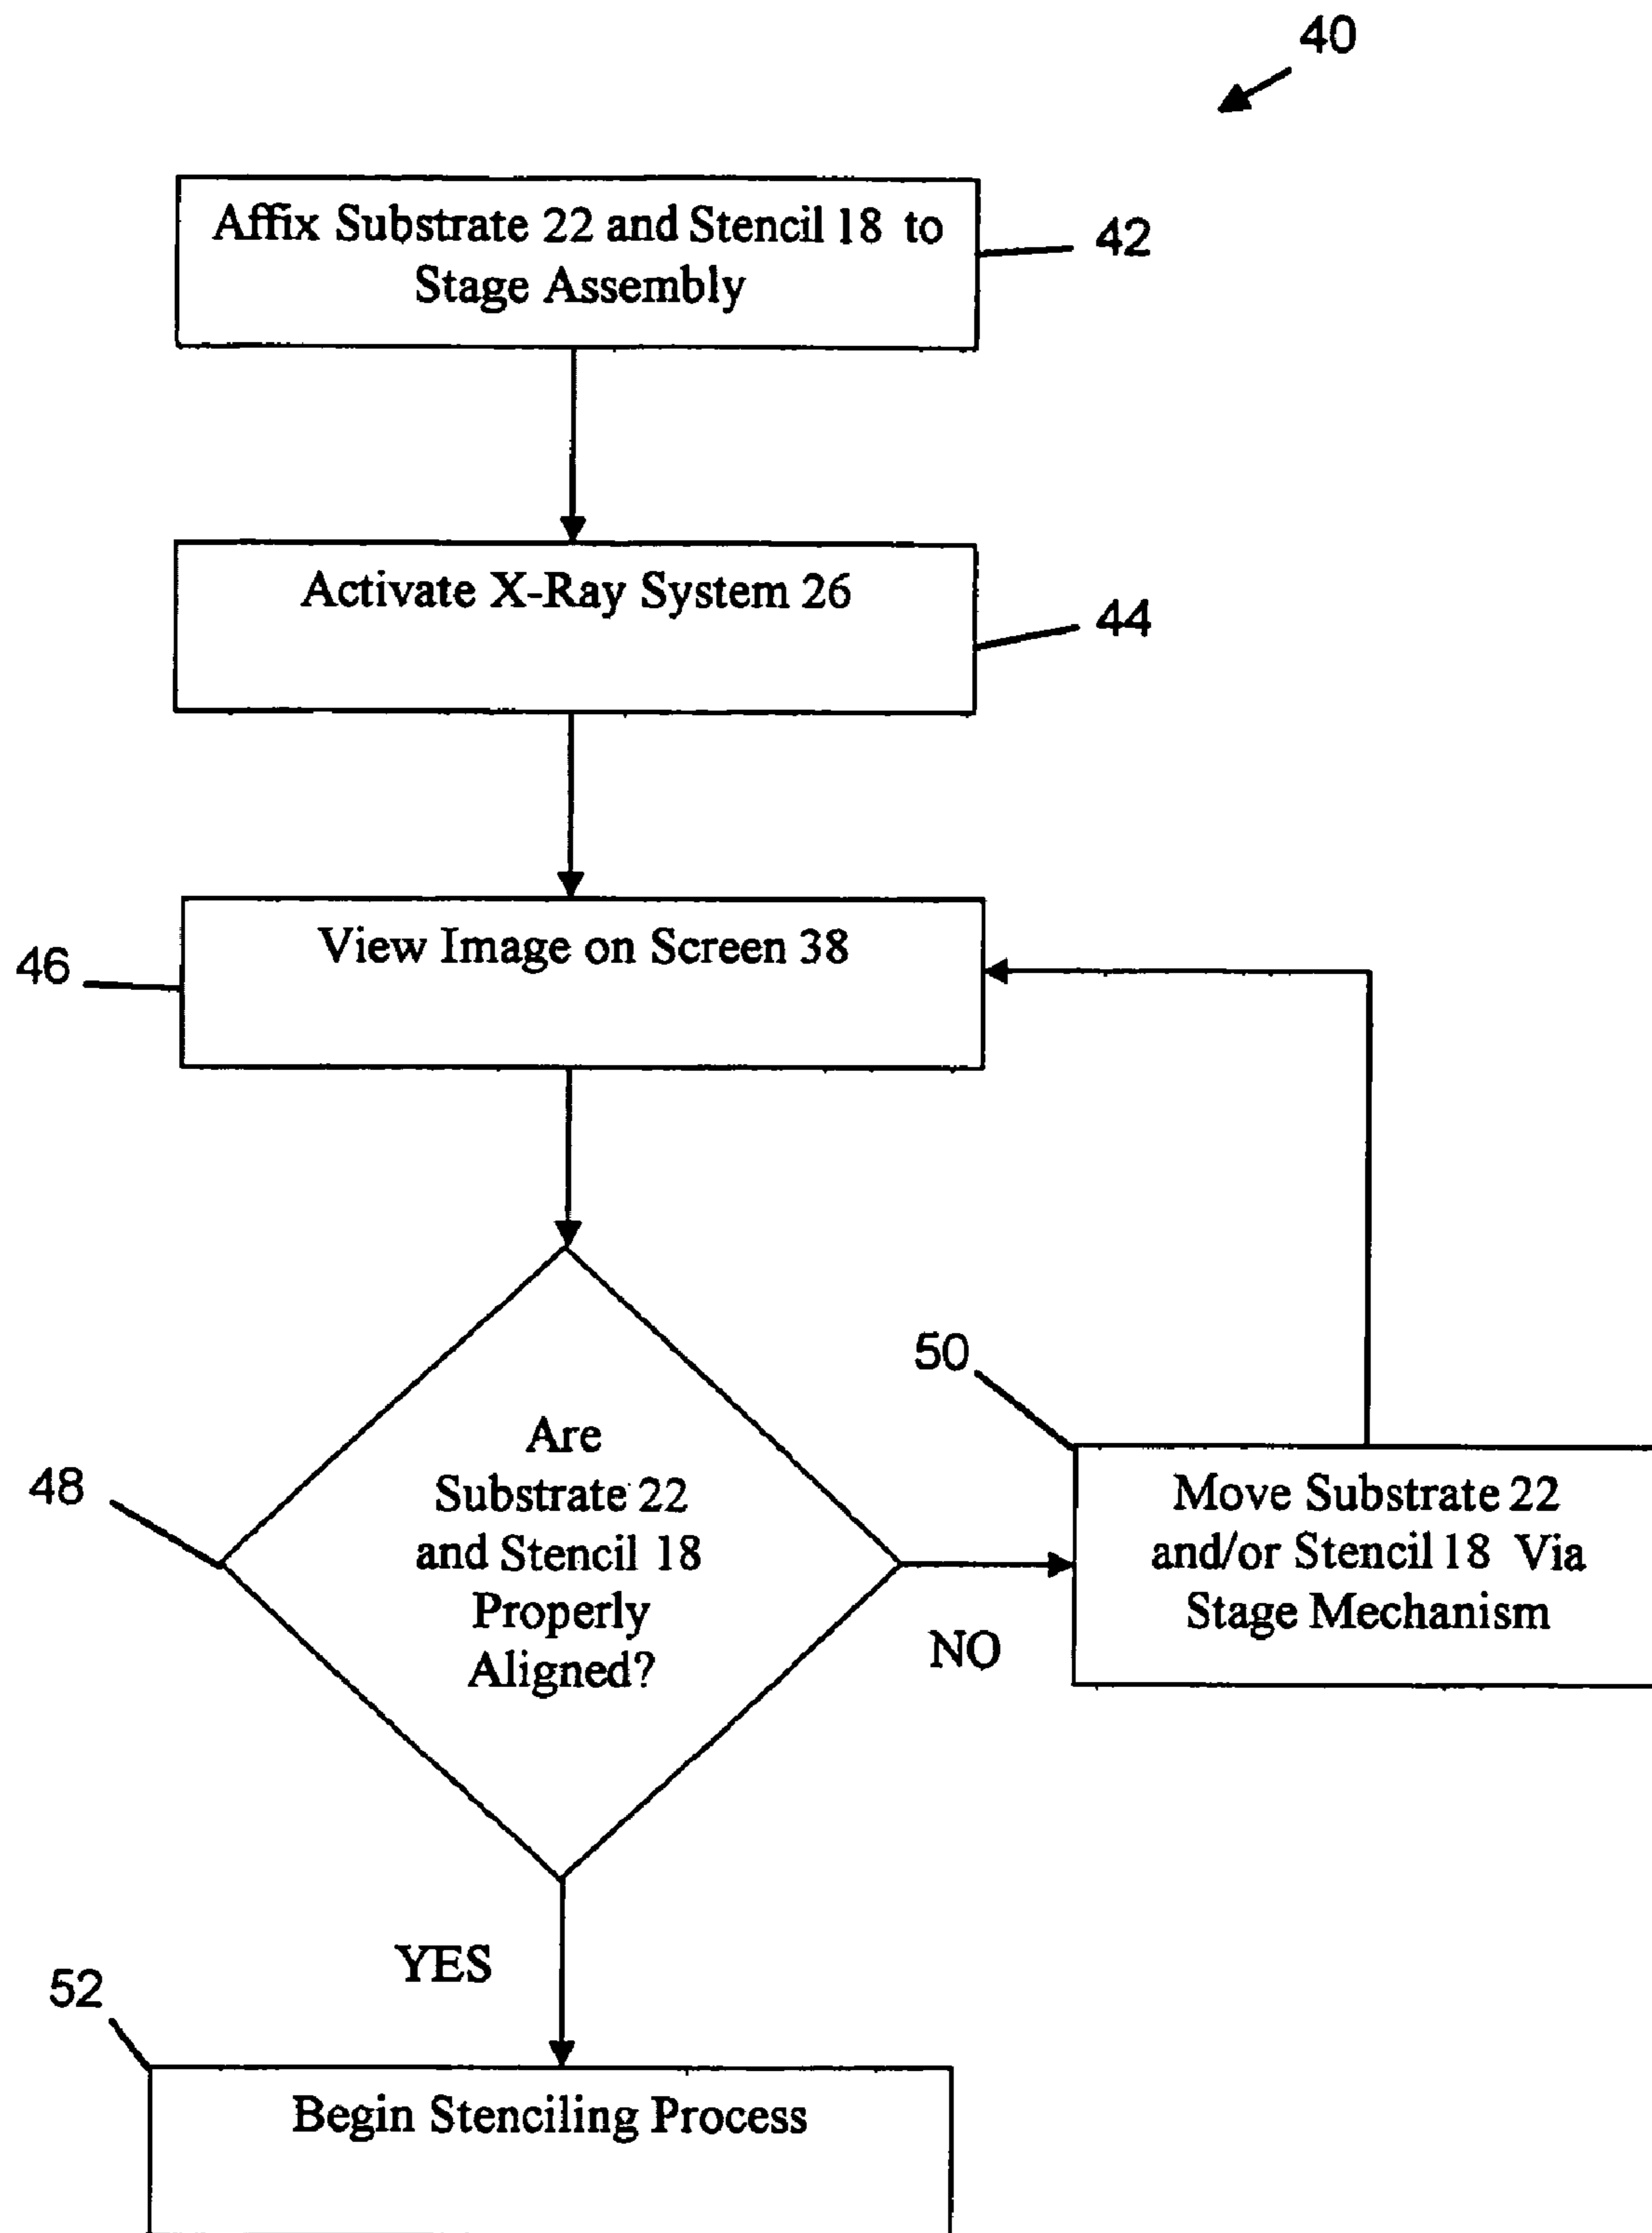 40
Affix Substrate 22 and Stencil 18 to
Stage Assembly
42
Activate X-Ray System 26
44
View Image on Screen 38
46
Are
Substrate 22
and Stencil 18
Properly
Aligned?
48
NO
50
Move Substrate 22
and/or Stencil 18 Via
Stage Mechanism
YES
52
Begin Stenciling Process